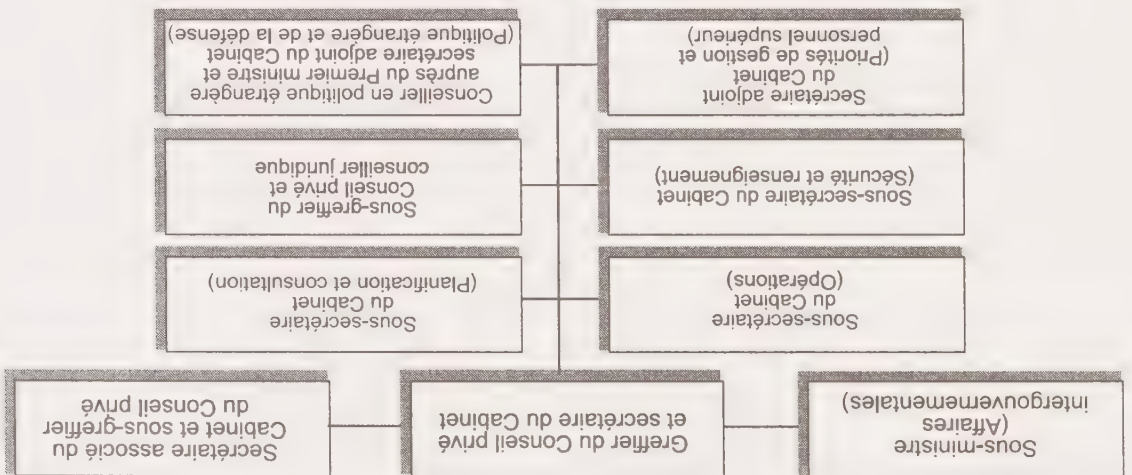 Sous-ministre
(Affaires
intergouvernementales)
Greffier du Conseil privé
et secrétaire du Cabinet
Secrétaire associé du
Cabinet et sous-greffier
du Conseil privé
Sous-secrétaire
du Cabinet
(Opérations)
Sous-secrétaire
du Cabinet
(Planification et consultation)
Sous-secrétaire du Cabinet
(Sécurité et renseignement)
Sous-greffier du
Conseil privé et
conseiller juridique
Secrétaire adjoint
du Cabinet
(Priorités de gestion et
personnel supérieur)
Conseiller en politique étrangère
auprès du Premier ministre et
secrétaire adjoint du Cabinet
(Politique étrangère et de la défense)